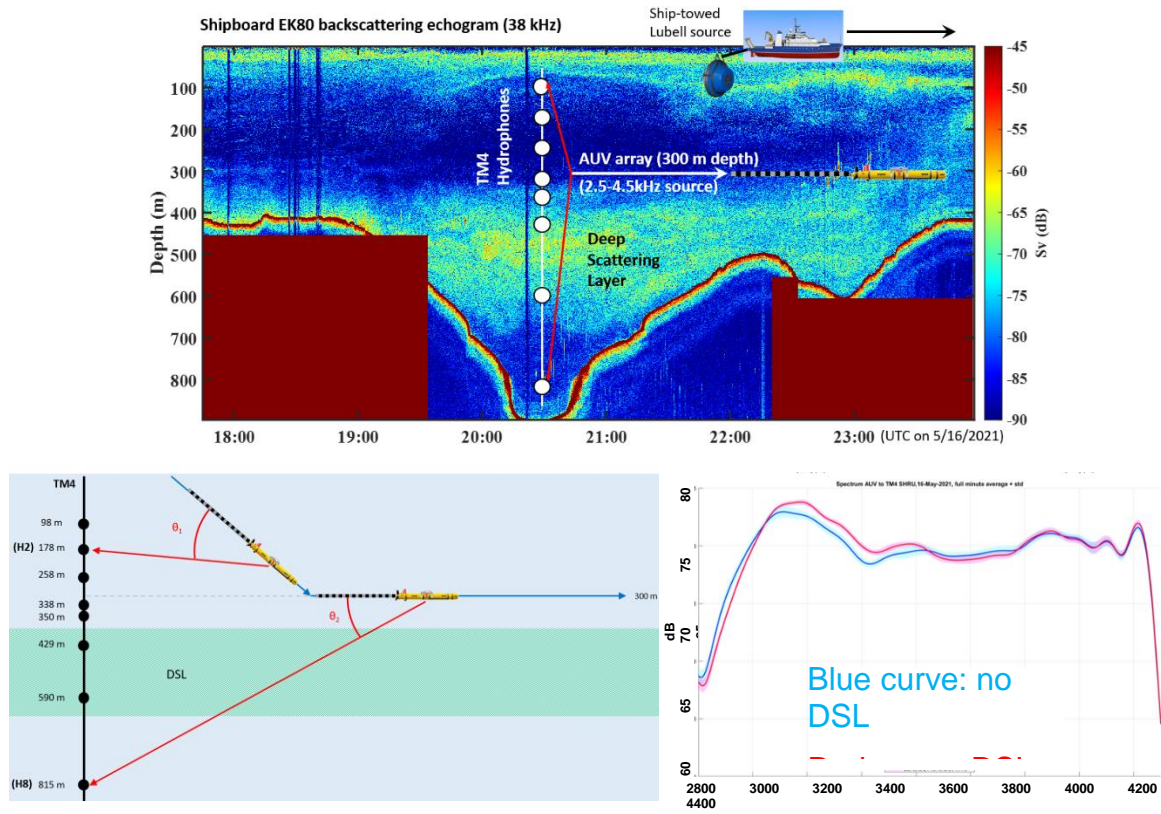 Shipboard EK80 backscattering echogram (38 kHz)
Ship-towed
Lubell source
100
200
300
400
500
600
700
800
Depth (m)
TM4
Hydrophones
AUV array (300 m depth)
(2.5-4.5kHz source)
Deep
Scattering
Layer
-45
-50
-55
-60
-65
-70
-75
-80
-85
-90
Sv (dB)
18:00 19:00 20:00 21:00 22:00 23:00 (UTC on 5/16/2021)
TM4
98 m
(H2) 178 m
258 m
338 m
350 m
429 m
590 m
(H8) 815 m
θ1
θ2
300 m
DSL
Spectrum AUV to TM4 SHRU,16-May-2021, full minute average + std
80
75
70
65
60
dB
Blue curve: no
DSL
2800 3000 3200 3400 3600 3800 4000 4200
4400